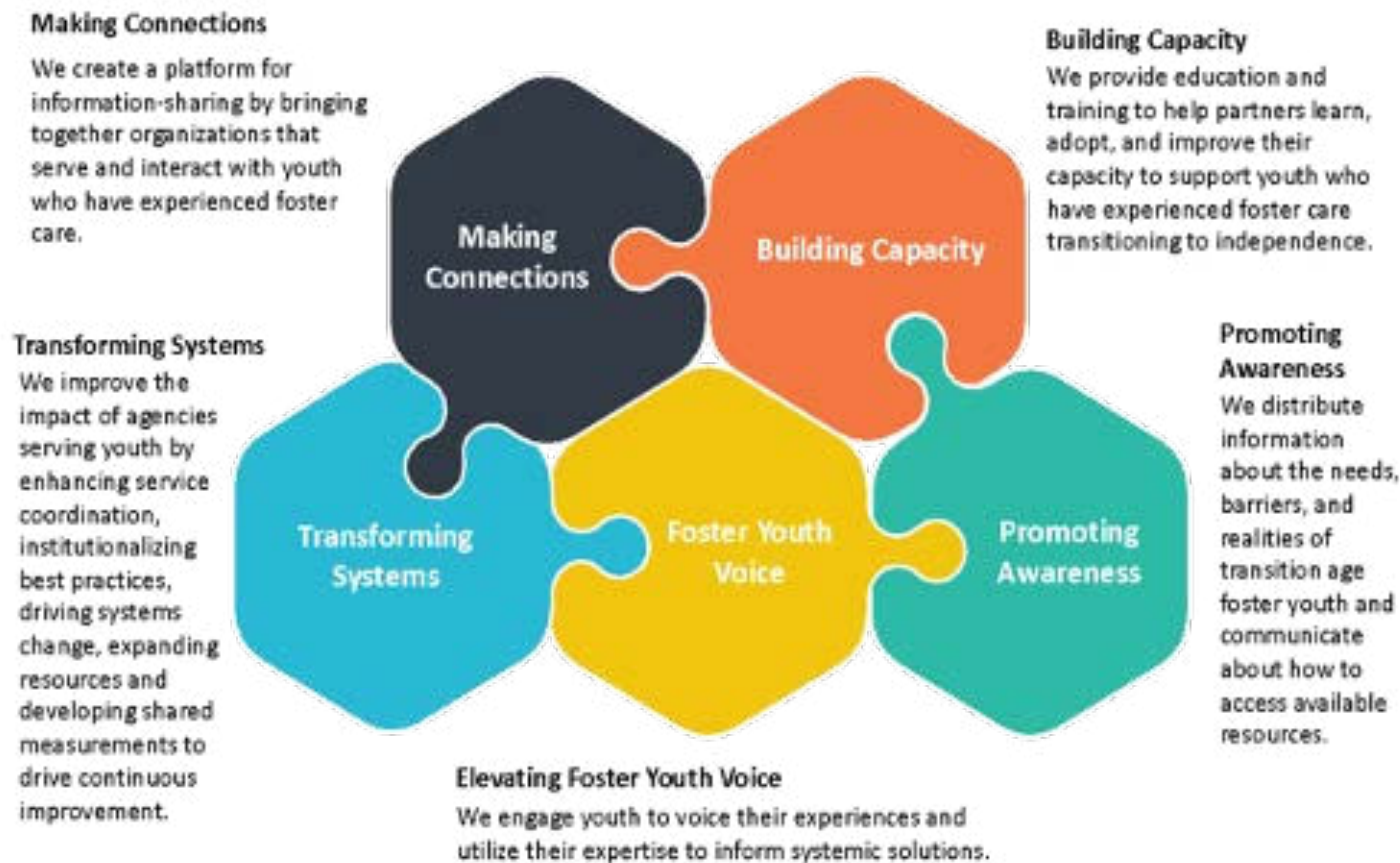 Making Connections
We create a platform for
information-sharing by bringing
together organizations that
serve and interact with youth
who have experienced foster
care.
Building Capacity
We provide education and
training to help partners learn,
adopt, and improve their
capacity to support youth who
have experienced foster care
transitioning to independence.
Making
Connections
Building Capacity
Transforming Systems
We improve the
impact of agencies
serving youth by
enhancing service
coordination,
institutionalizing
best practices,
driving systems
change, expanding
resources and
developing shared
measurements to
drive continuous
improvement.
Transforming
Systems
Foster Youth
Voice
Promoting
Awareness
Promoting
Awareness
We distribute
information
about the needs,
barriers, and
realities of
transition age
foster youth and
communicate
about how to
access available
resources.
Elevating Foster Youth Voice
We engage youth to voice their experiences and
utilize their expertise to inform systemic solutions.